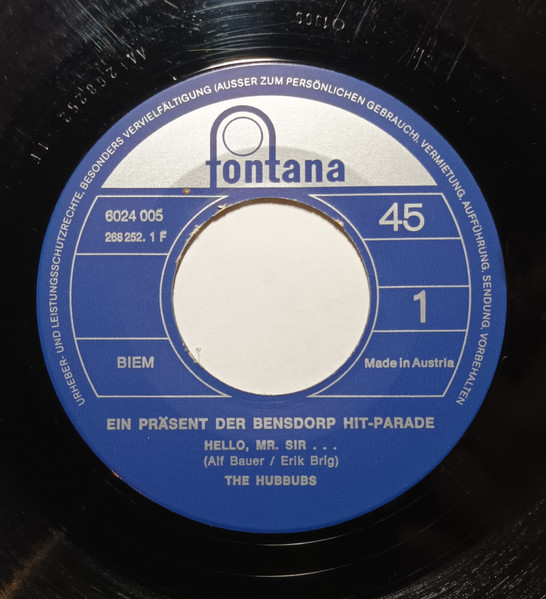 URHEBER- UND LEISTUNGSSCHUTZRECHTE, BESONDERS VERVIELFÄLTIGUNG (AUSSER ZUM PERSÖNLICHEN GEBRAUCH), VERMIETUNG, AUFFÜHRUNG, SENDUNG, VORBEHALTEN
fontana
6024 005
268 252. 1 F
45
1
BIEM
Made in Austria
EIN PRÄSENT DER BENSDORP HIT-PARADE
HELLO, MR. SIR . . .
(Alf Bauer / Erik Brig)
THE HUBBUBS